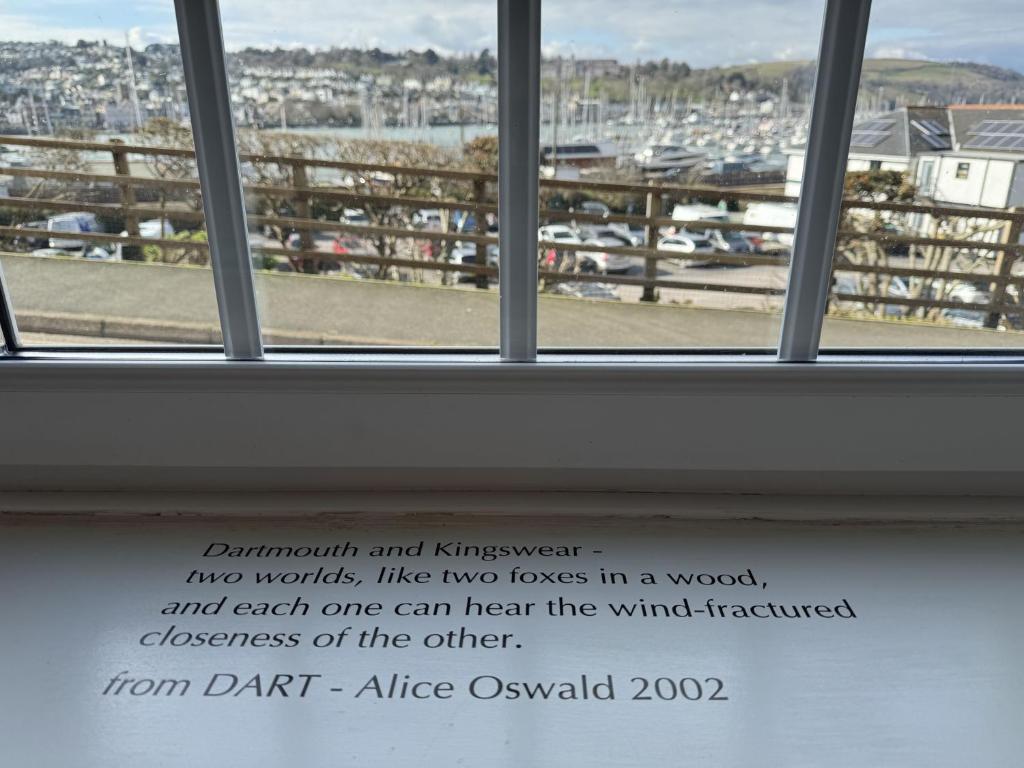 Dartmouth and Kingswear -
two worlds, like two foxes in a wood,
and each one can hear the wind-fractured
closeness of the other.
from DART - Alice Oswald 2002